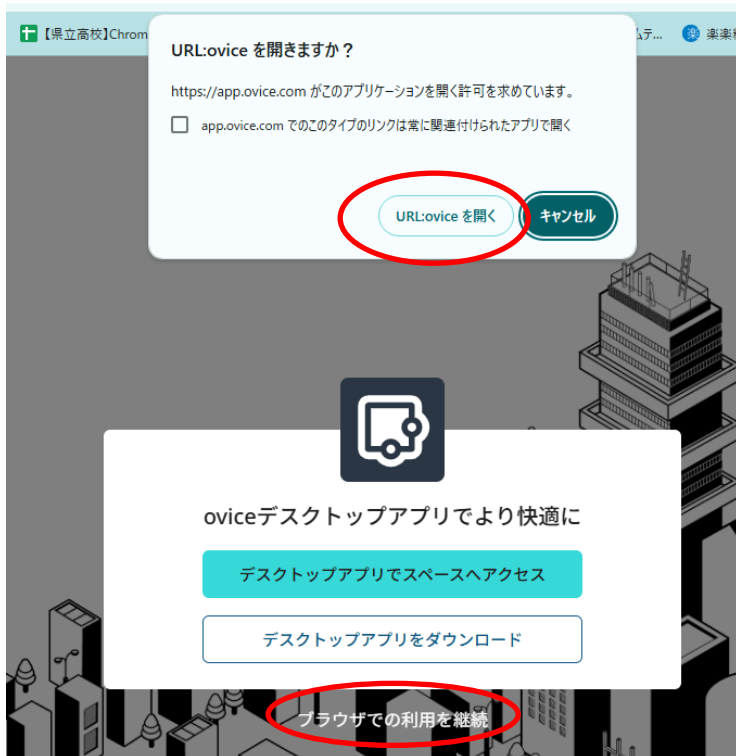 【県立高校】Chrom
URL:ovice を開きますか？
https://app.ovice.com がこのアプリケーションを開く許可を求めています。
app.ovice.com でのこのタイプのリンクは常に関連付けられたアプリで開く
URL:ovice を開く
キャンセル
ムテ...
楽 楽楽
oviceデスクトップアプリでより快適に
デスクトップアプリでスペースへアクセス
デスクトップアプリをダウンロード
ブラウザでの利用を継続